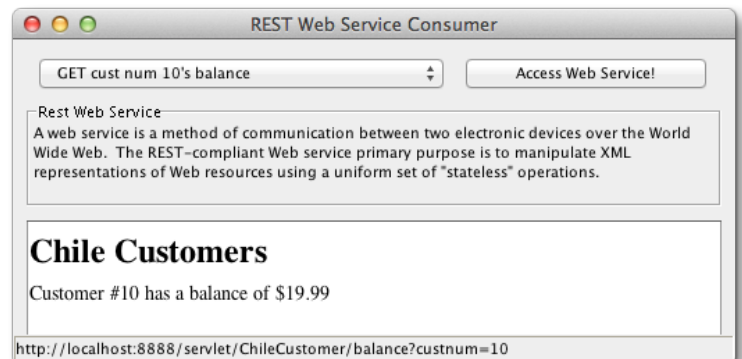 REST Web Service Consumer
GET cust num 10's balance
Access Web Service!
Rest Web Service
A web service is a method of communication between two electronic devices over the World
Wide Web. The REST-compliant Web service primary purpose is to manipulate XML
representations of Web resources using a uniform set of "stateless" operations.
Chile Customers
Customer #10 has a balance of $19.99
http://localhost:8888/servlet/ChileCustomer/balance?custnum=10